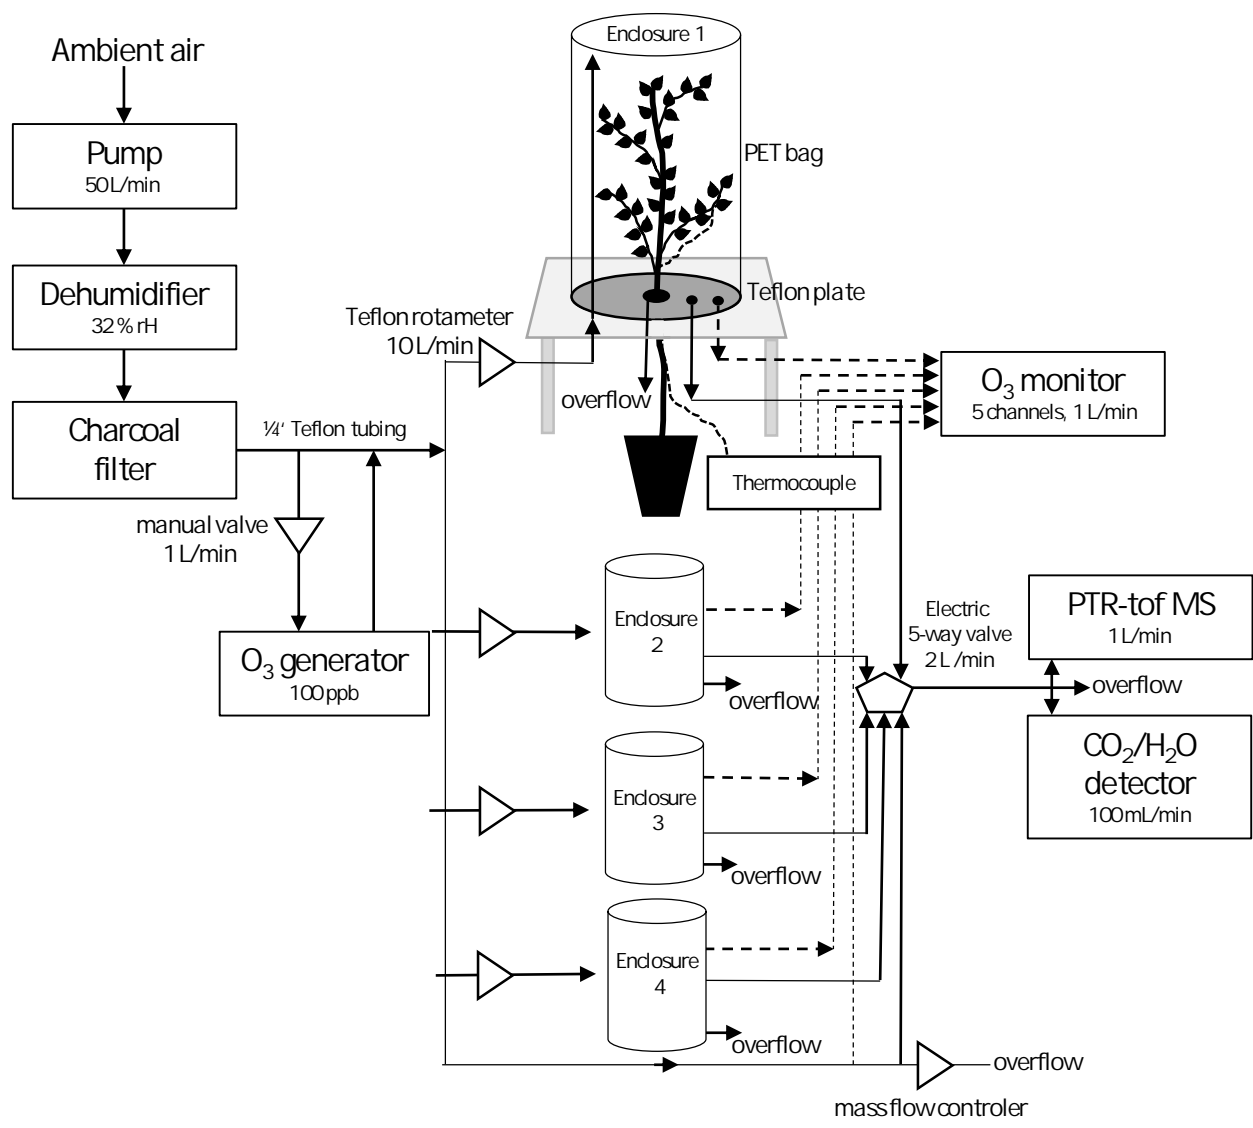 Ambient air
Pump
50 L/min
Dehumidifier
32 % rH
Charcoal
filter
¼‘ Teflon tubing
manual valve
1 L/min
O₃ generator
100 ppb
Teflon rotameter
10 L/min
Enclosure 1
PET bag
Teflon plate
overflow
Thermocouple
O₃ monitor
5 channels, 1 L/min
Enclosure
2
overflow
Enclosure
3
overflow
Enclosure
4
overflow
Electric
5-way valve
2 L /min
PTR-tof MS
1 L/min
overflow
CO₂/H₂O
detector
100 mL/min
overflow
mass flow controler